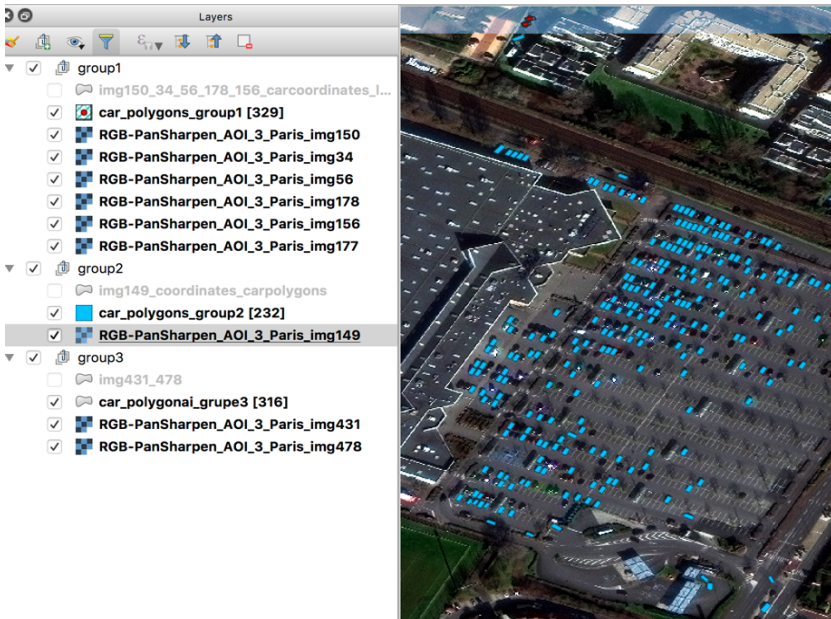 Layers
group1
img150_34_56_178_156_carcoordinates_l...
car_polygons_group1 [329]
RGB-PanSharpen_AOI_3_Paris_img150
RGB-PanSharpen_AOI_3_Paris_img34
RGB-PanSharpen_AOI_3_Paris_img56
RGB-PanSharpen_AOI_3_Paris_img178
RGB-PanSharpen_AOI_3_Paris_img156
RGB-PanSharpen_AOI_3_Paris_img177
group2
img149_coordinates_carpolygons
car_polygons_group2 [232]
RGB-PanSharpen_AOI_3_Paris_img149
group3
img431_478
car_polygonai_grupe3 [316]
RGB-PanSharpen_AOI_3_Paris_img431
RGB-PanSharpen_AOI_3_Paris_img478